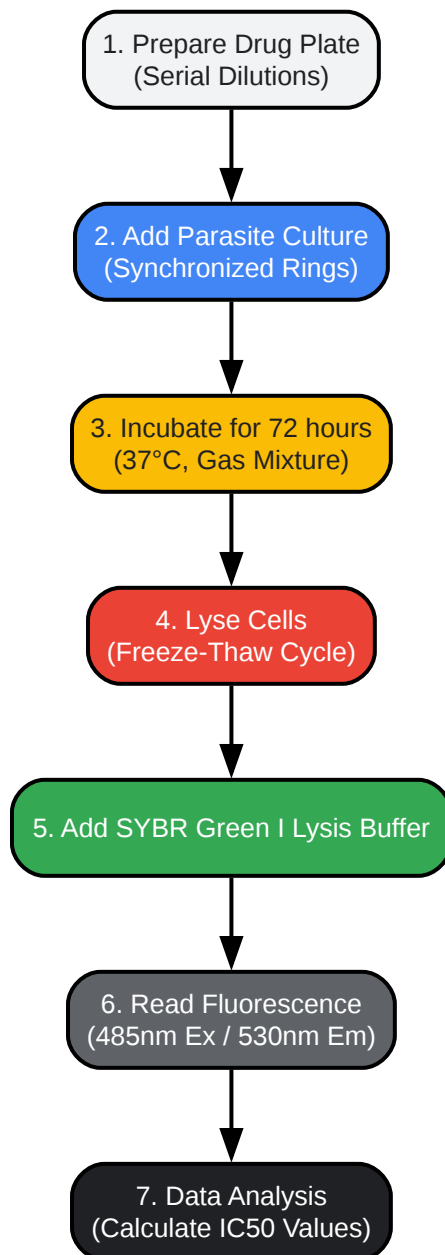 1. Prepare Drug Plate
(Serial Dilutions)
2. Add Parasite Culture
(Synchronized Rings)
3. Incubate for 72 hours
(37°C, Gas Mixture)
4. Lyse Cells
(Freeze-Thaw Cycle)
5. Add SYBR Green I Lysis Buffer
6. Read Fluorescence
(485nm Ex / 530nm Em)
7. Data Analysis
(Calculate IC50 Values)